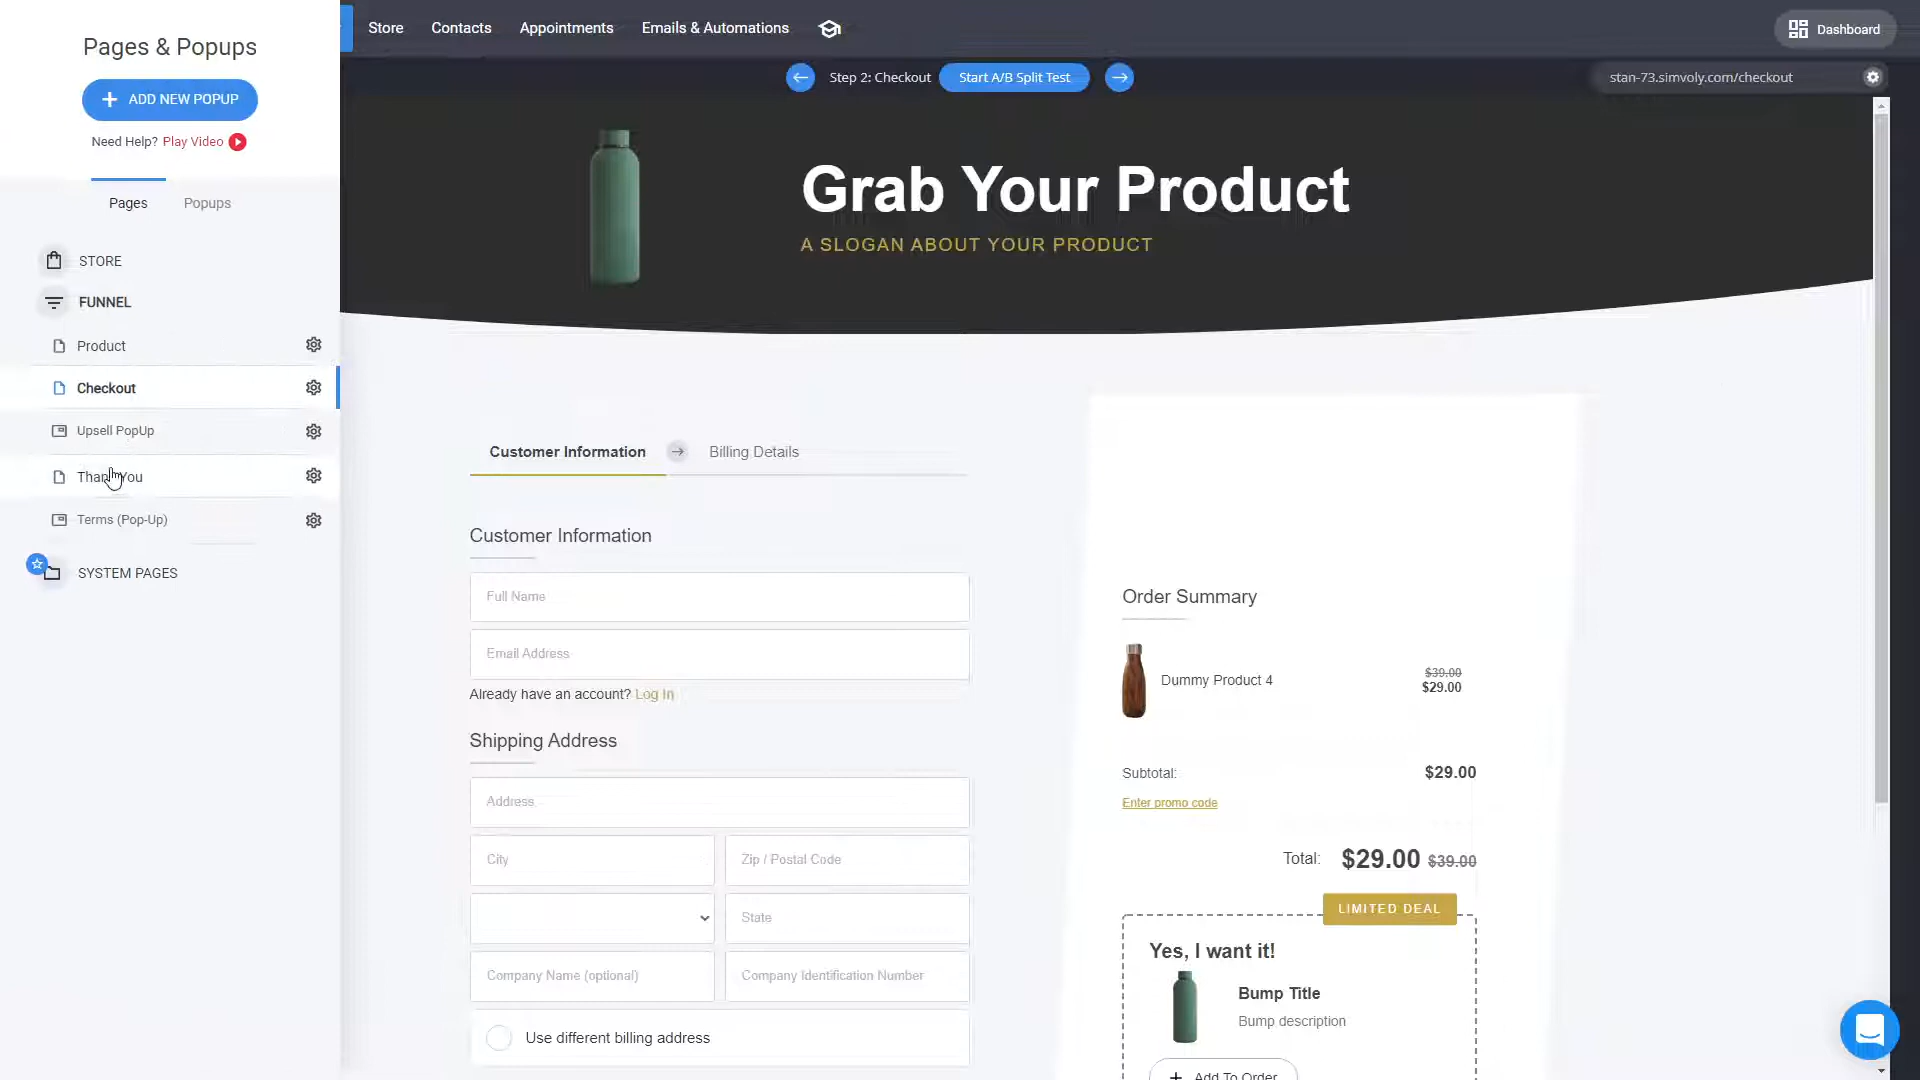 Pages & Popups
ADD NEW POPUP
Need Help? Play Video
Pages
Popups
STORE
FUNNEL
Product
Checkout
Upsell PopUp
Thank You
Terms (Pop-Up)
SYSTEM PAGES
Store
Contacts
Appointments
Emails & Automations
Dashboard
Step 2: Checkout
Start A/B Split Test
stan-73.simvoly.com/checkout
Grab Your Product
A SLOGAN ABOUT YOUR PRODUCT
Customer Information
Billing Details
Customer Information
Full Name
Email Address
Already have an account? Log In
Shipping Address
Address
City
Zip / Postal Code
State
Company Name (optional)
Company Identification Number
Use different billing address
Order Summary
Dummy Product 4
$39.00
$29.00
Subtotal:
$29.00
Enter promo code
Total:
$29.00 $39.00
LIMITED DEAL
Yes, I want it!
Bump Title
Bump description
Add To Order